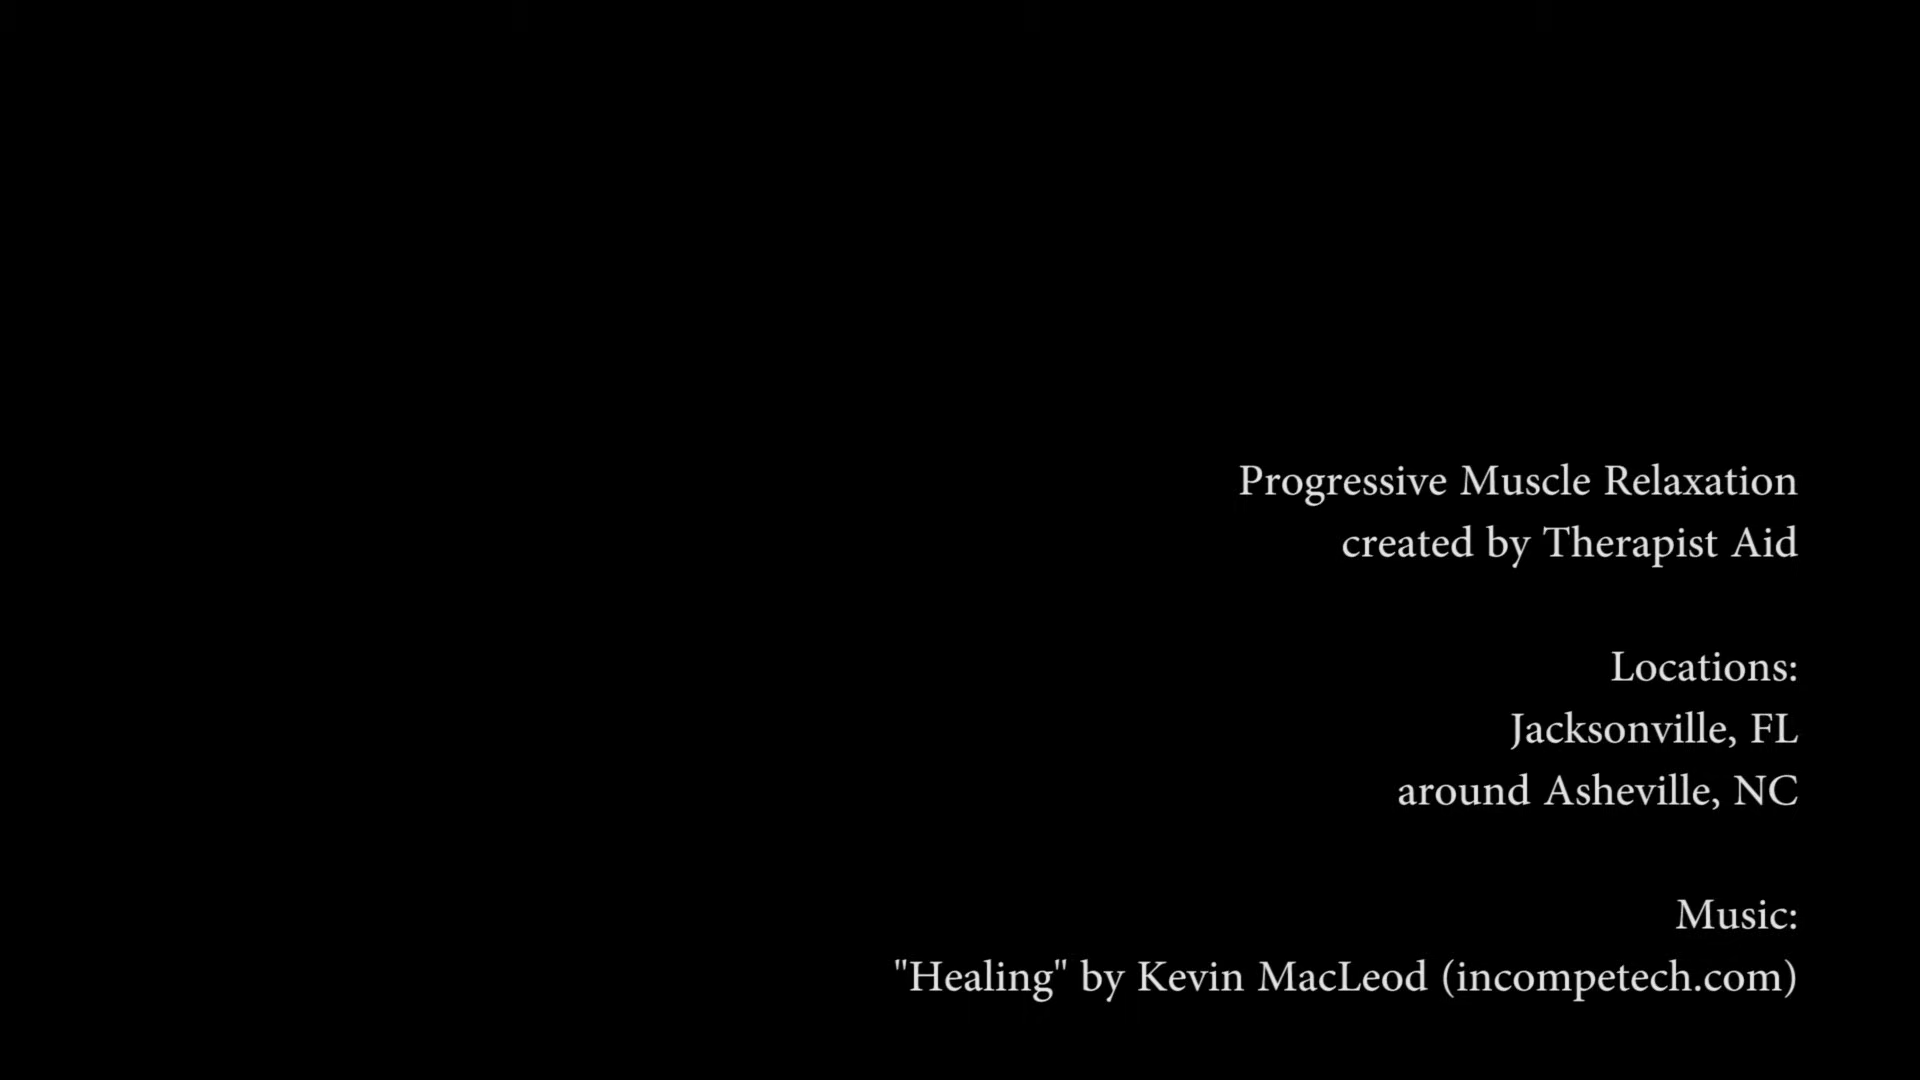 Progressive Muscle Relaxation
created by Therapist Aid
Locations:
Jacksonville, FL
around Asheville, NC
Music:
"Healing" by Kevin MacLeod (incompetech.com)